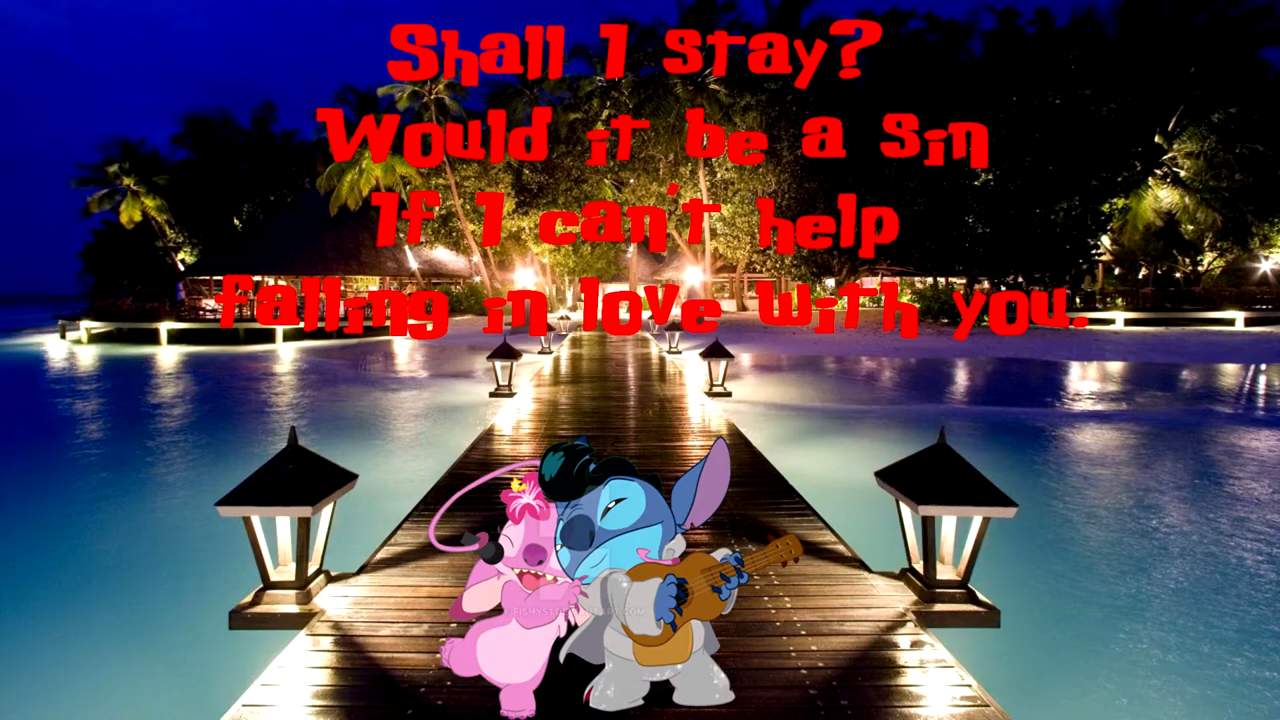 Shall I stay?
Would it be a sin
If I can't help
falling in love with you.